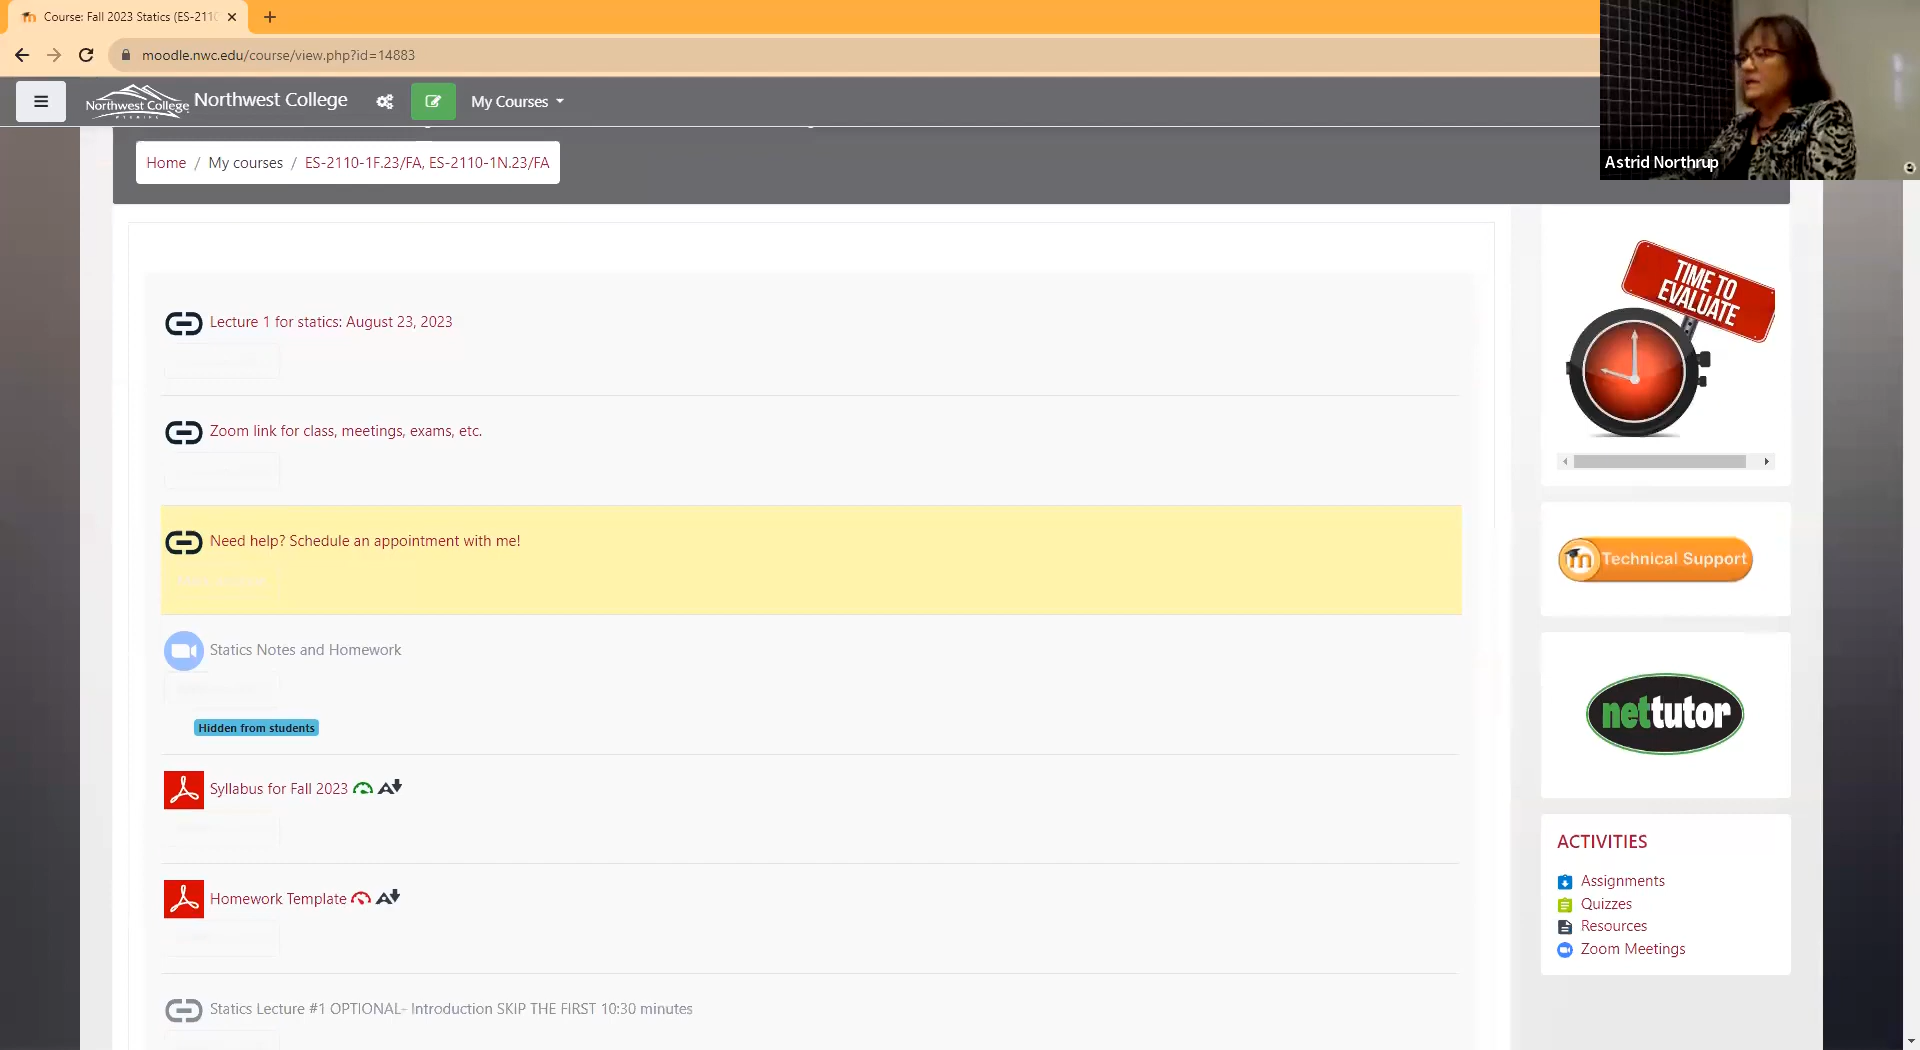 Course: Fall 2023 Statics (ES-211
moodle.nwc.edu/course/view.php?id=14883
Northwest College
WYOMING
Northwest College
My Courses
Astrid Northrup
Home / My courses / ES-2110-1F.23/FA, ES-2110-1N.23/FA
Lecture 1 for statics: August 23, 2023
Zoom link for class, meetings, exams, etc.
Need help? Schedule an appointment with me!
Statics Notes and Homework
Hidden from students
Syllabus for Fall 2023
Homework Template
Statics Lecture #1 OPTIONAL- Introduction SKIP THE FIRST 10:30 minutes
TIME TO
EVALUATE
Technical Support
nettutor
ACTIVITIES
Assignments
Quizzes
Resources
Zoom Meetings